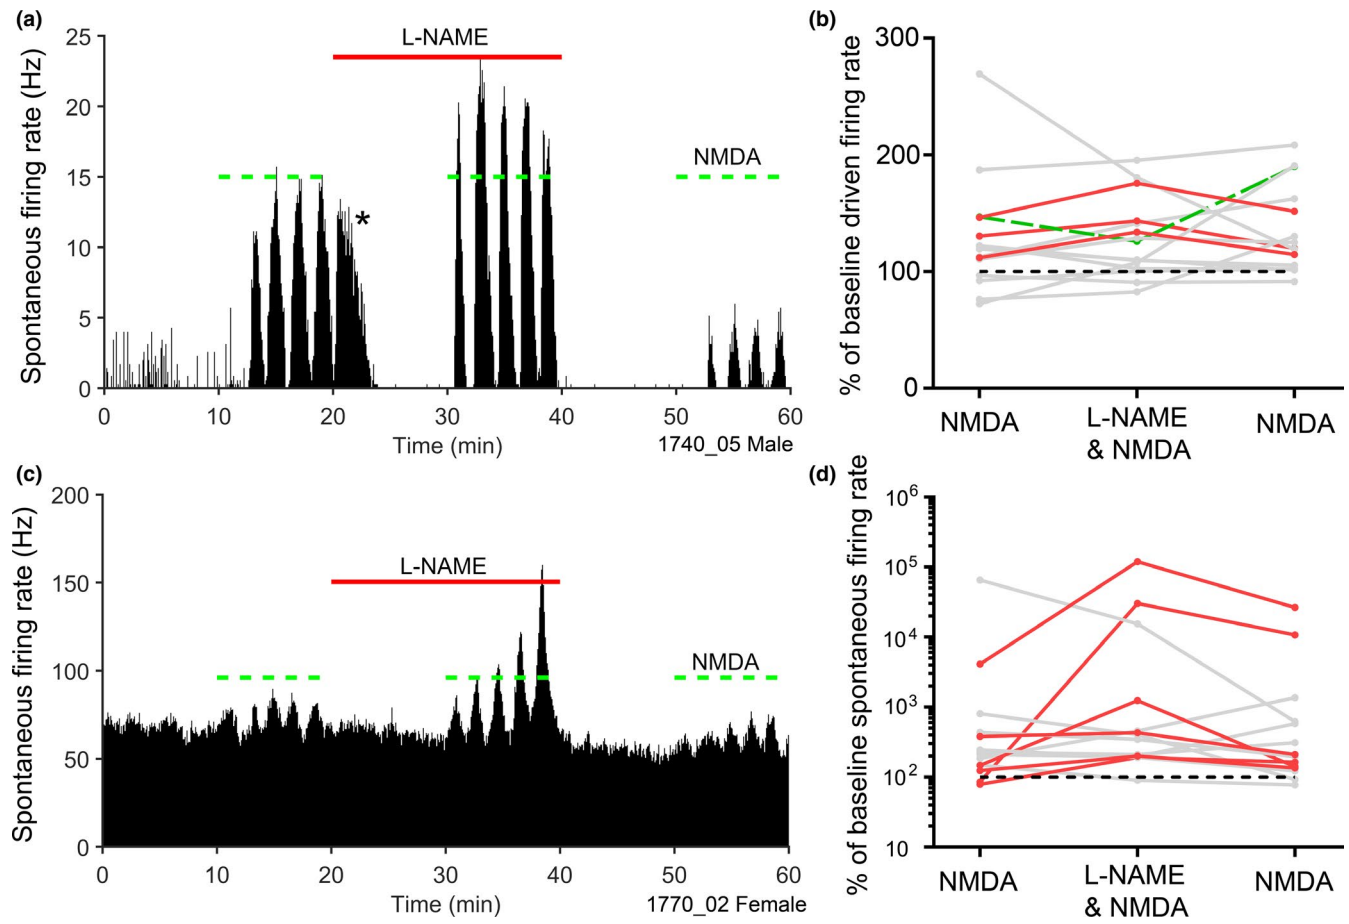 (a)
Spontaneous firing rate (Hz)
25
20
15
10
5
0
L-NAME
NMDA
*
0 10 20 30 40 50 60
Time (min)
1740_05 Male
(b)
% of baseline driven firing rate
300
200
100
0
NMDA
L-NAME
& NMDA
NMDA
(c)
Spontaneous firing rate (Hz)
200
150
100
50
0
L-NAME
NMDA
0 10 20 30 40 50 60
Time (min)
1770_02 Female
(d)
% of baseline spontaneous firing rate
10⁶
10⁵
10⁴
10³
10²
10
NMDA
L-NAME
& NMDA
NMDA